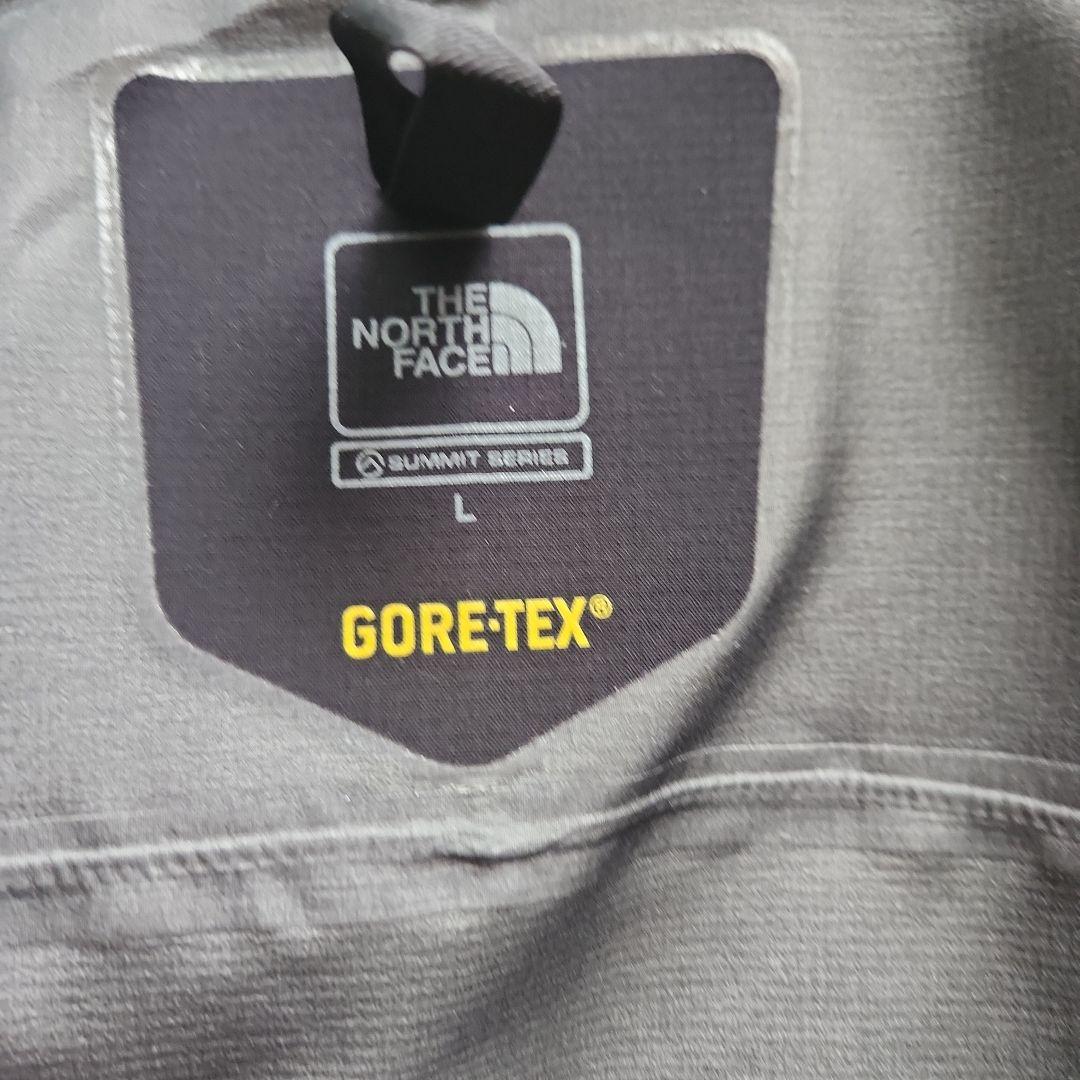 THE
NORTH
FACE
SUMMIT SERIES
L
GORE-TEX®